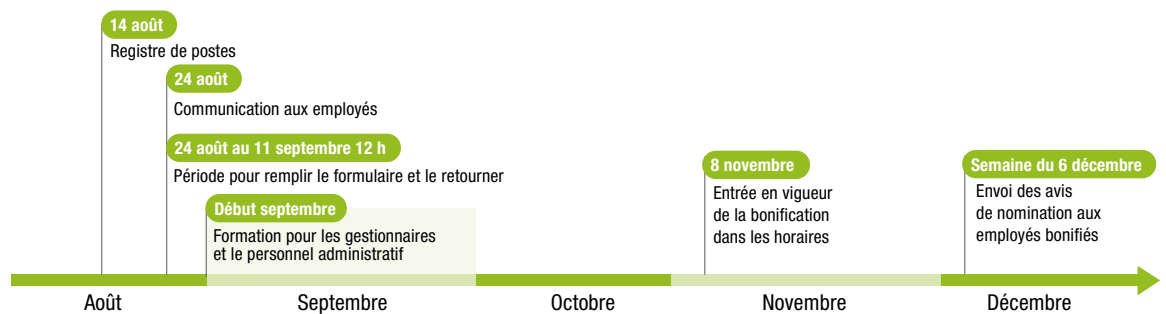 14 août
Registre de postes
24 août
Communication aux employés
24 août au 11 septembre 12 h
Période pour remplir le formulaire et le retourner
Début septembre
Formation pour les gestionnaires
et le personnel administratif
8 novembre
Entrée en vigueur
de la bonification
dans les horaires
Semaine du 6 décembre
Envoi des avis
de nomination aux
employés bonifiés
Août
Septembre
Octobre
Novembre
Décembre